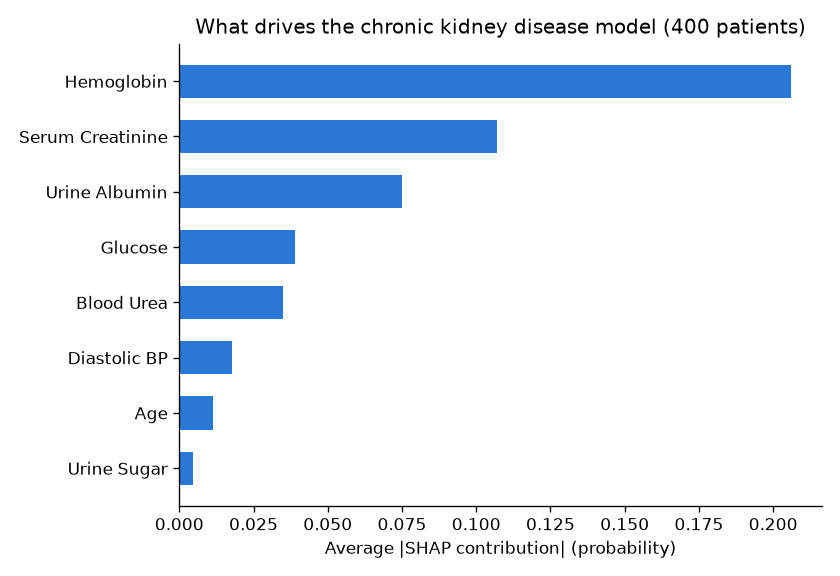 What drives the chronic kidney disease model (400 patients)
Hemoglobin
Serum Creatinine
Urine Albumin
Glucose
Blood Urea
Diastolic BP
Age
Urine Sugar
0.000 0.025 0.050 0.075 0.100 0.125 0.150 0.175 0.200
Average |SHAP contribution| (probability)